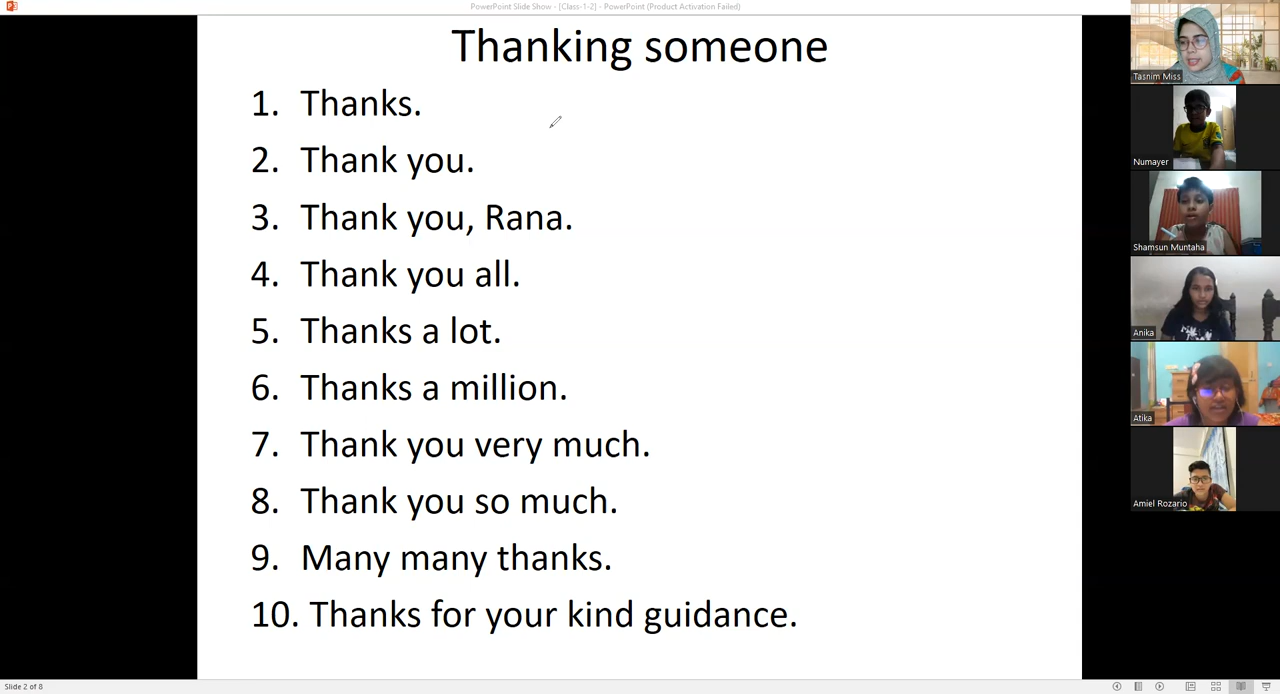 PowerPoint Slide Show - [Class-1-2] - PowerPoint (Product Activation Failed)
Thanking someone
1. Thanks.
2. Thank you.
3. Thank you, Rana.
4. Thank you all.
5. Thanks a lot.
6. Thanks a million.
7. Thank you very much.
8. Thank you so much.
9. Many many thanks.
10. Thanks for your kind guidance.
Tasnim Miss
Numayer
Shamsun Muntaha
Anika
Atika
Amiel Rozario
Slide 2 of 8